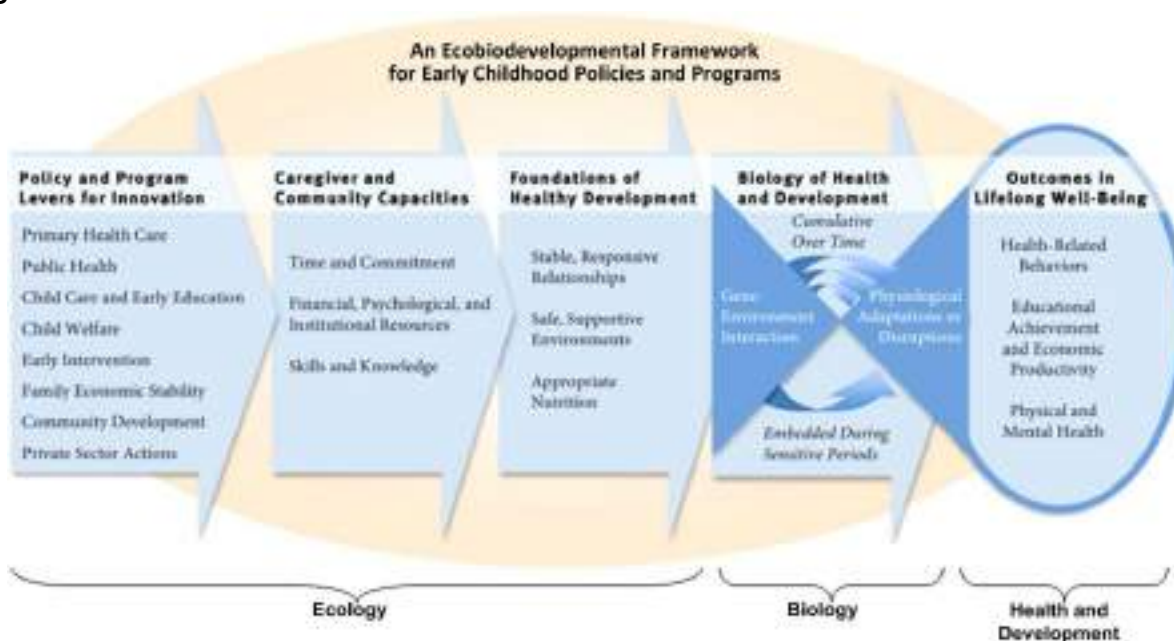 An Ecobiodevelopmental Framework
for Early Childhood Policies and Programs
Policy and Program
Levers for Innovation
Primary Health Care
Public Health
Child Care and Early Education
Child Welfare
Early Intervention
Family Economic Stability
Community Development
Private Sector Actions
Caregiver and
Community Capacities
Time and Commitment
Financial, Psychological, and
Institutional Resources
Skills and Knowledge
Foundations of
Healthy Development
Stable, Responsive
Relationships
Safe, Supportive
Environments
Appropriate
Nutrition
Biology of Health
and Development
Cumulative
Over Time
Gene-
Environment
Interaction
Physiological
Adaptations or
Disruptions
Embedded During
Sensitive Periods
Outcomes in
Lifelong Well-Being
Health-Related
Behaviors
Educational
Achievement
and Economic
Productivity
Physical and
Mental Health
Ecology
Biology
Health and
Development